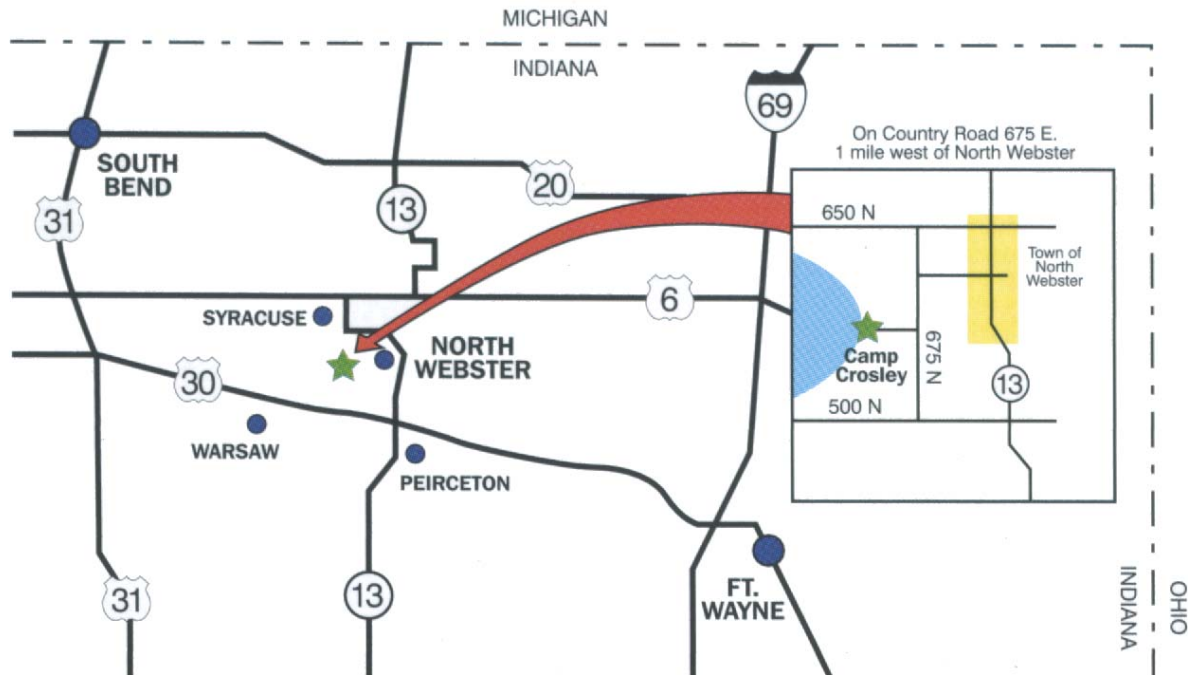 MICHIGAN
INDIANA
69
On Country Road 675 E.
1 mile west of North Webster
SOUTH
BEND
20
31
13
650 N
Town of
North
Webster
6
SYRACUSE
NORTH
WEBSTER
675 N
Camp
Crosley
30
13
500 N
WARSAW
PEIRCETON
31
13
FT.
WAYNE
INDIANA
OHIO